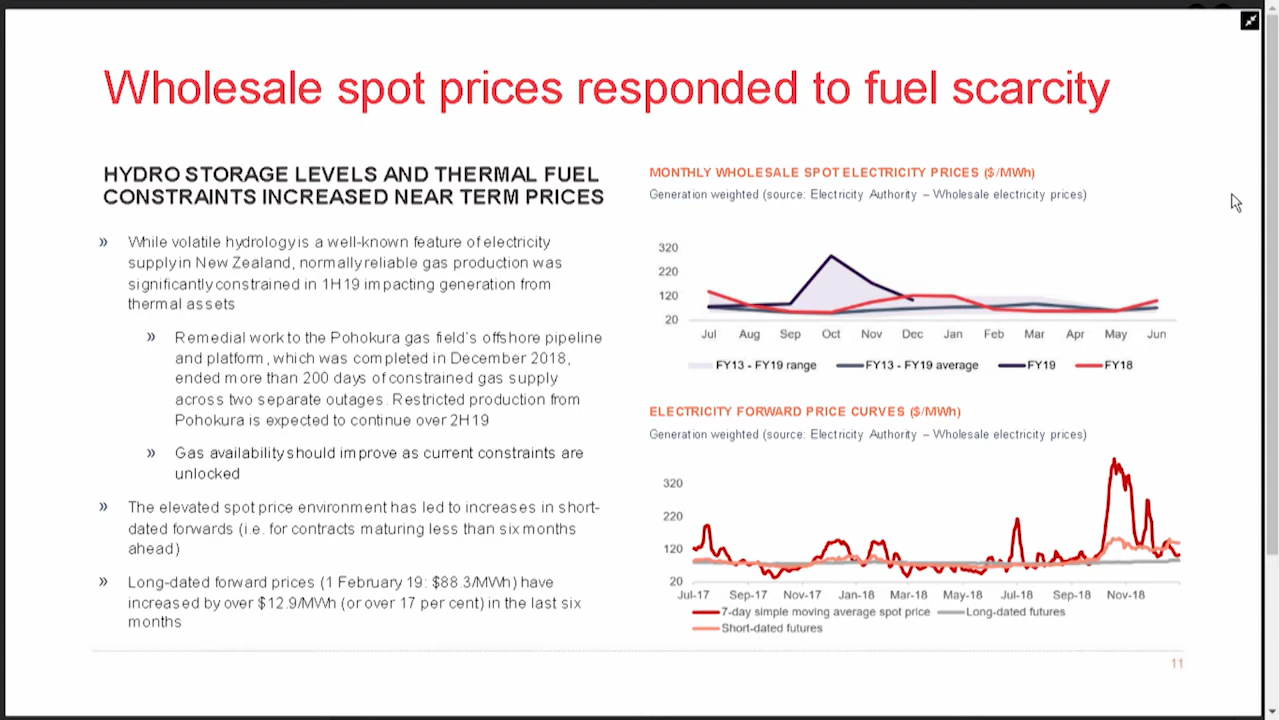 Wholesale spot prices responded to fuel scarcity
HYDRO STORAGE LEVELS AND THERMAL FUEL
CONSTRAINTS INCREASED NEAR TERM PRICES
» While volatile hydrology is a well-known feature of electricity
supply in New Zealand, normally reliable gas production was
significantly constrained in 1H19 impacting generation from
thermal assets
» Remedial work to the Pohokura gas field's offshore pipeline
and platform, which was completed in December 2018,
ended more than 200 days of constrained gas supply
across two separate outages. Restricted production from
Pohokura is expected to continue over 2H19
» Gas availability should improve as current constraints are
unlocked
» The elevated spot price environment has led to increases in short-
dated forwards (i.e. for contracts maturing less than six months
ahead)
» Long-dated forward prices (1 February 19: $88.3/MWh) have
increased by over $12.9/MWh (or over 17 per cent) in the last six
months
MONTHLY WHOLESALE SPOT ELECTRICITY PRICES ($/MWh)
Generation weighted (source: Electricity Authority – Wholesale electricity prices)
320
220
120
20
Jul Aug Sep Oct Nov Dec Jan Feb Mar Apr May Jun
FY13 - FY19 range FY13 - FY19 average FY19 FY18
ELECTRICITY FORWARD PRICE CURVES ($/MWh)
Generation weighted (source: Electricity Authority – Wholesale electricity prices)
320
220
120
20
Jul-17 Sep-17 Nov-17 Jan-18 Mar-18 May-18 Jul-18 Sep-18 Nov-18
7-day simple moving average spot price Long-dated futures
Short-dated futures
11